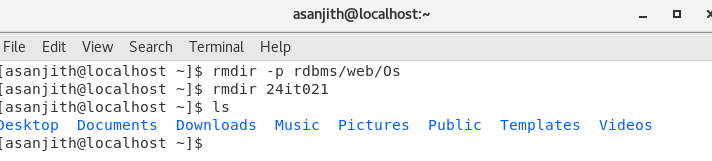 asanjith@localhost:~
File Edit View Search Terminal Help
[asanjith@localhost ~]$ rmdir -p rdbms/web/Os
[asanjith@localhost ~]$ rmdir 24it021
[asanjith@localhost ~]$ ls
Desktop Documents Downloads Music Pictures Public Templates Videos
[asanjith@localhost ~]$